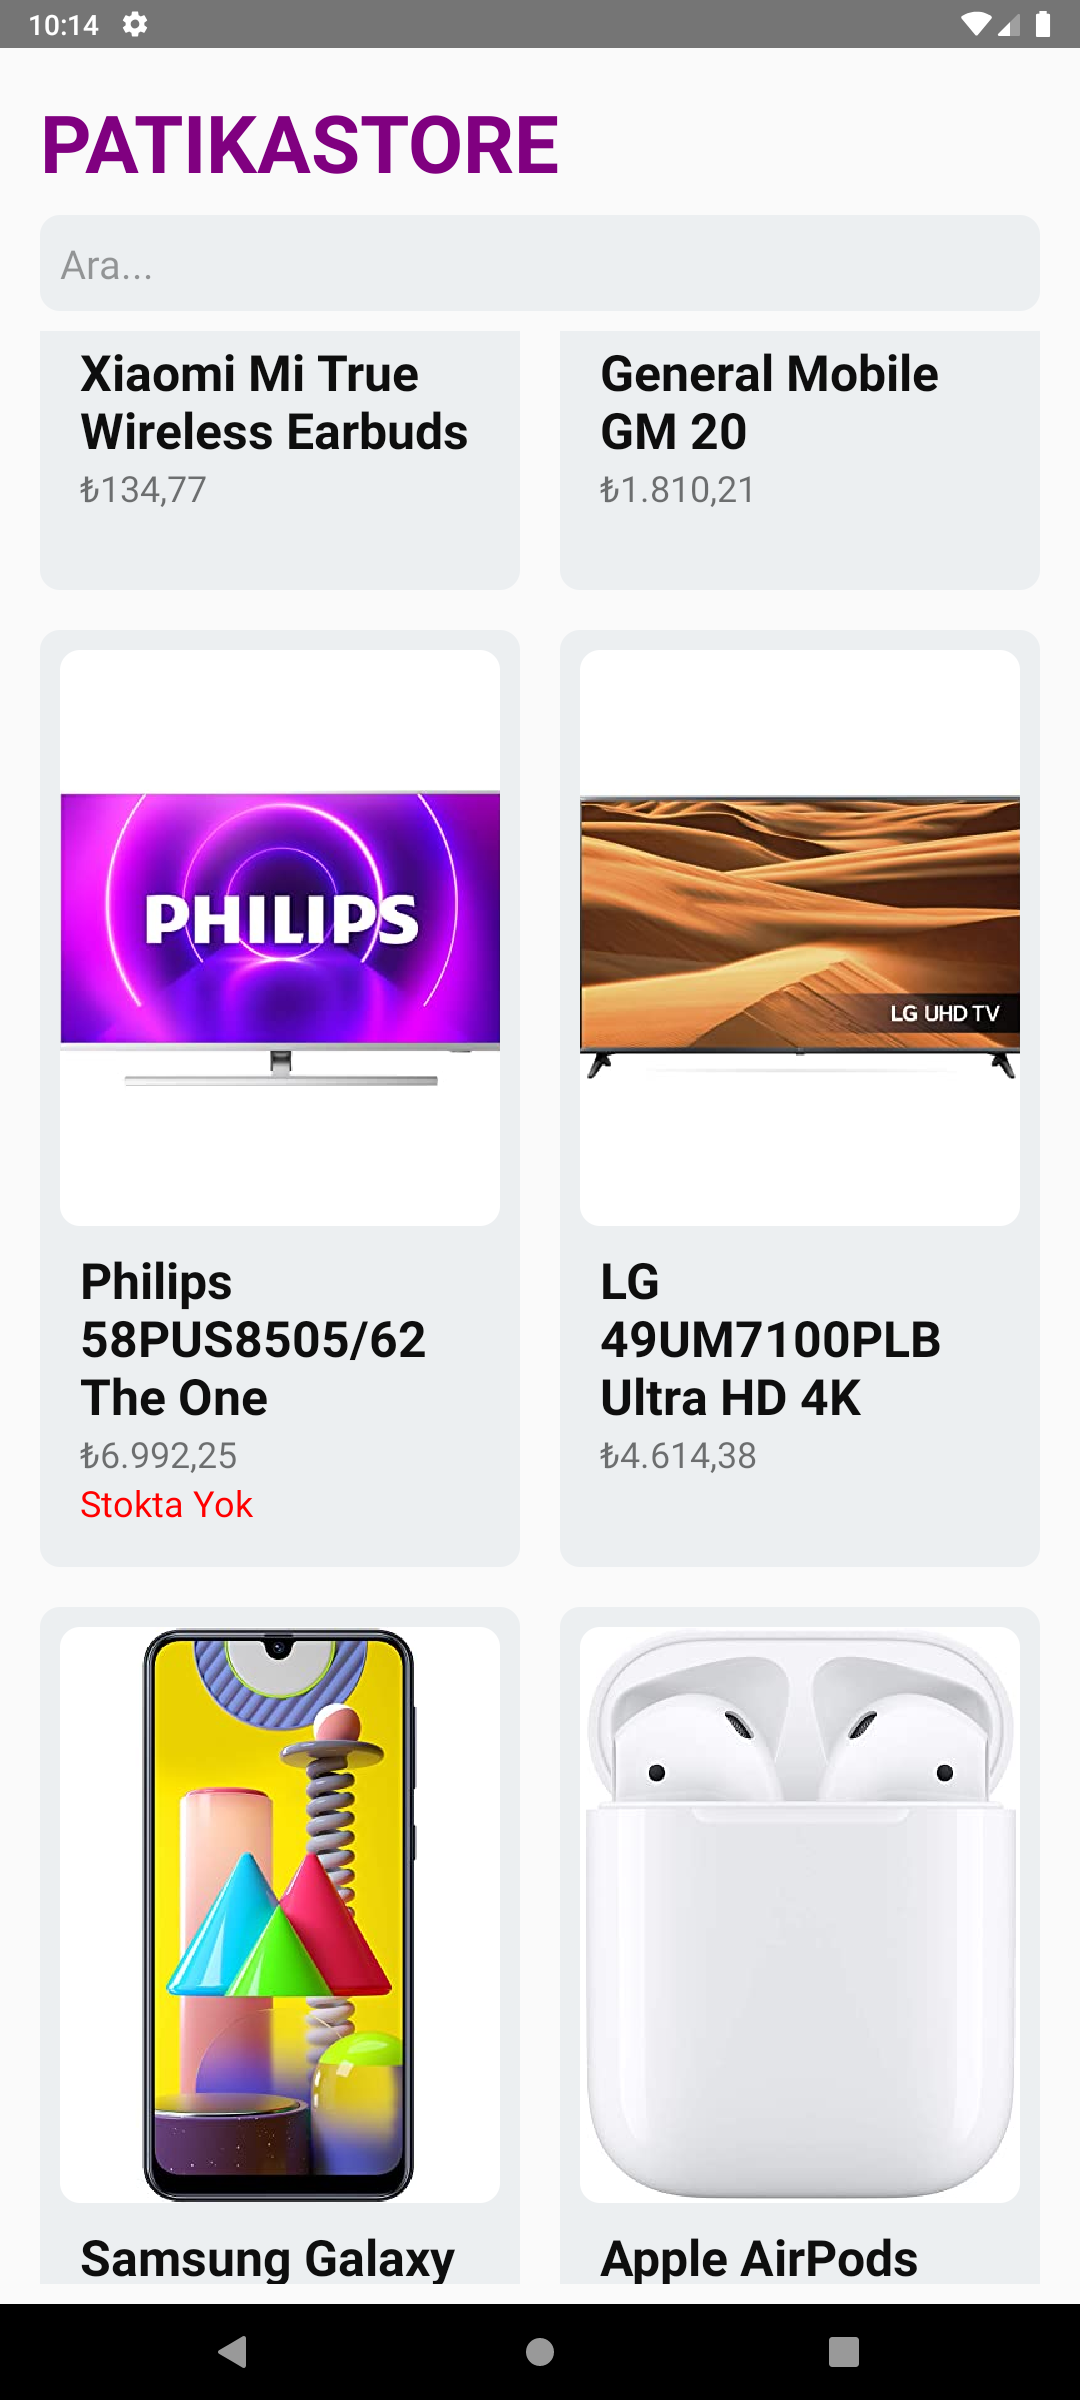 10:14
PATIKASTORE
Ara...
Xiaomi Mi True
Wireless Earbuds
₺134,77
General Mobile
GM 20
₺1.810,21
PHILIPS
Philips
58PUS8505/62
The One
₺6.992,25
Stokta Yok
LG UHD TV
LG
49UM7100PLB
Ultra HD 4K
₺4.614,38
Samsung Galaxy
Apple AirPods